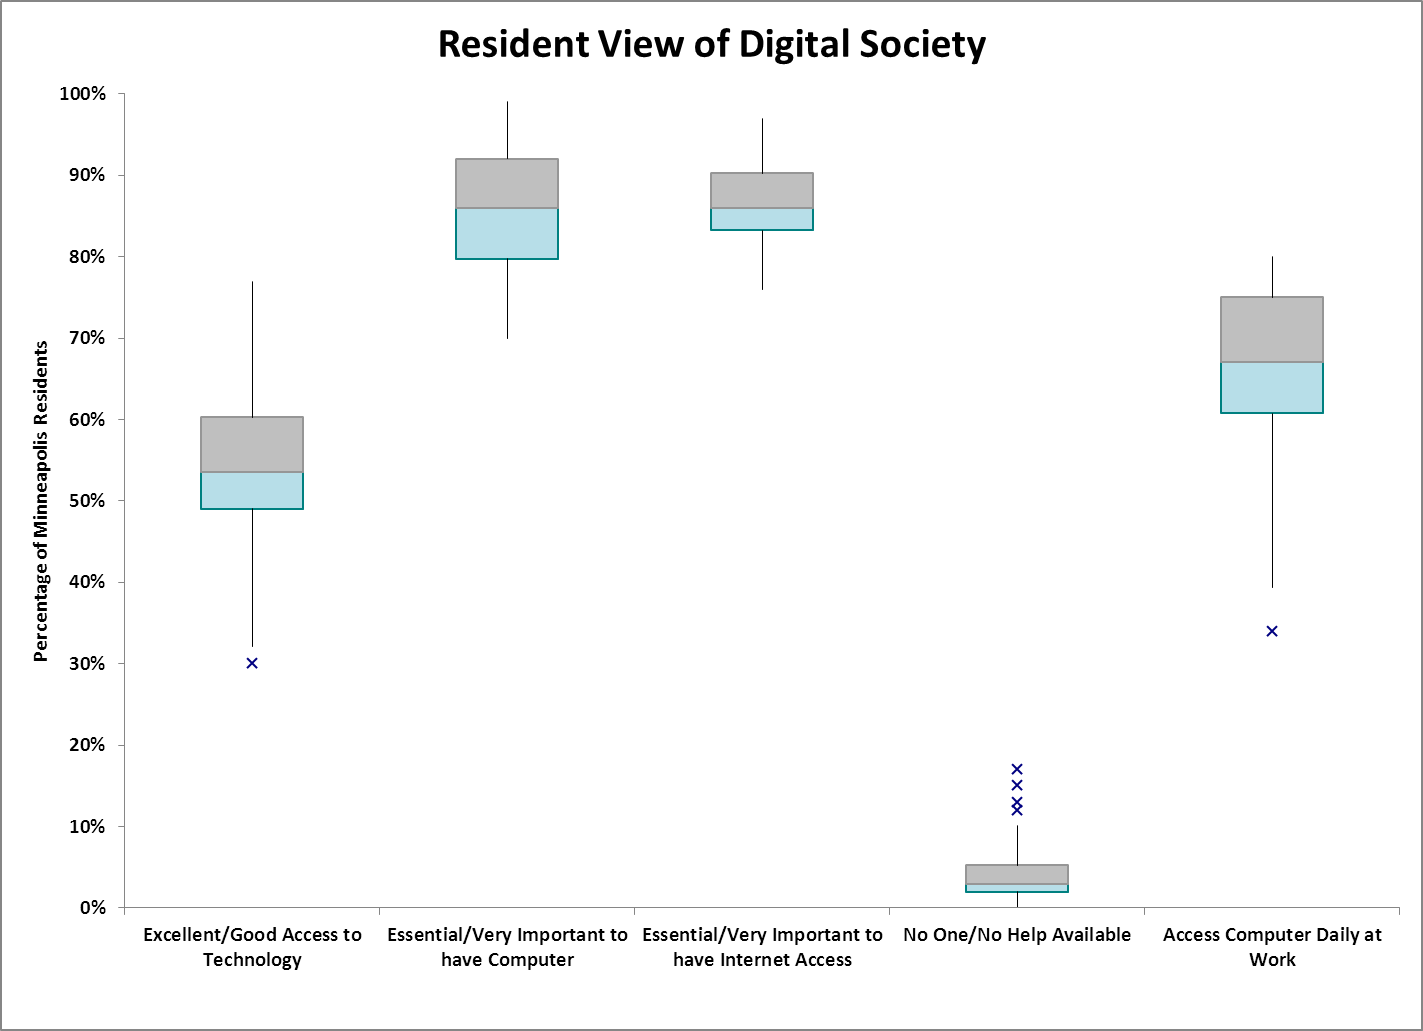 Resident View of Digital Society
Percentage of Minneapolis Residents
100%
90%
80%
70%
60%
50%
40%
30%
20%
10%
0%
Excellent/Good Access to
Technology
Essential/Very Important to
have Computer
Essential/Very Important to
have Internet Access
No One/No Help Available
Access Computer Daily at
Work